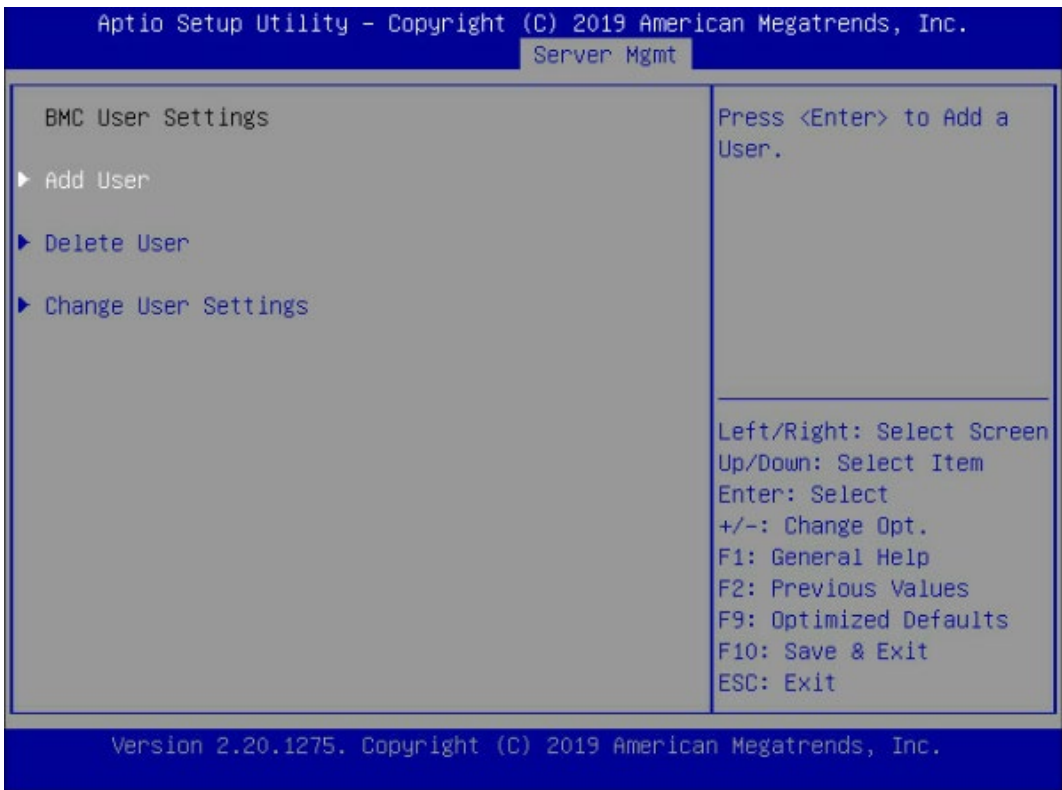 Aptio Setup Utility – Copyright (C) 2019 American Megatrends, Inc.
Server Mgmt
BMC User Settings
Add User
Delete User
Change User Settings
Press <Enter> to Add a
User.
Left/Right: Select Screen
Up/Down: Select Item
Enter: Select
+/-: Change Opt.
F1: General Help
F2: Previous Values
F9: Optimized Defaults
F10: Save & Exit
ESC: Exit
Version 2.20.1275. Copyright (C) 2019 American Megatrends, Inc.